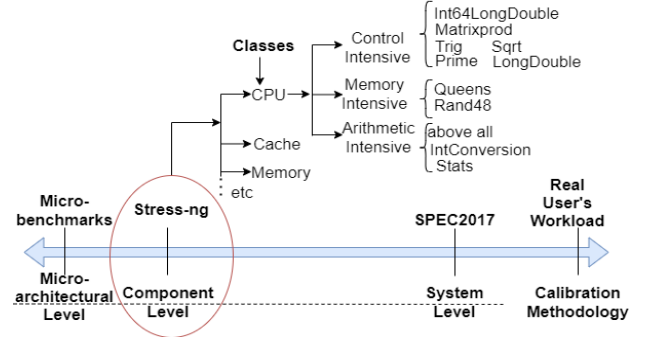 Classes
CPU
Cache
Memory
etc
Control
Intensive
Int64LongDouble
Matrixprod
Trig Sqrt
Prime LongDouble
Memory
Intensive
Queens
Rand48
Arithmetic
Intensive
above all
IntConversion
Stats
Micro-
benchmarks
Stress-ng
SPEC2017
Real
User's
Workload
Micro-
architectural
Level
Component
Level
System
Level
Calibration
Methodology